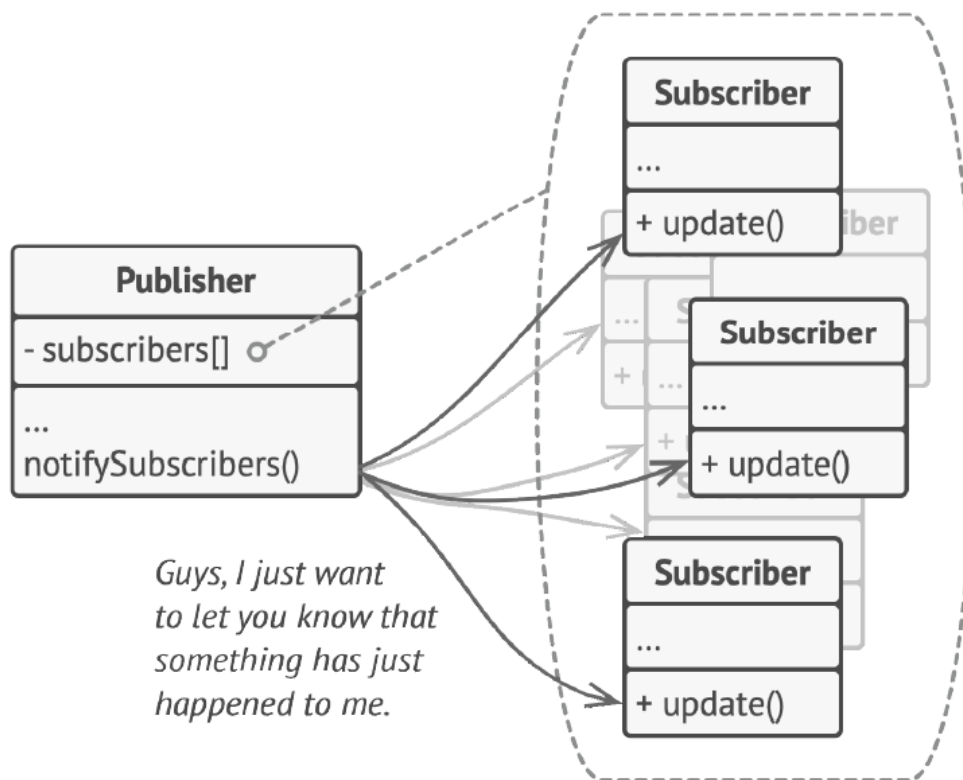 Publisher
- subscribers[]
...
notifySubscribers()
Guys, I just want
to let you know that
something has just
happened to me.
Subscriber
...
+ update()
Subscriber
...
+ update()
Subscriber
...
+ update()
...
+
...
+